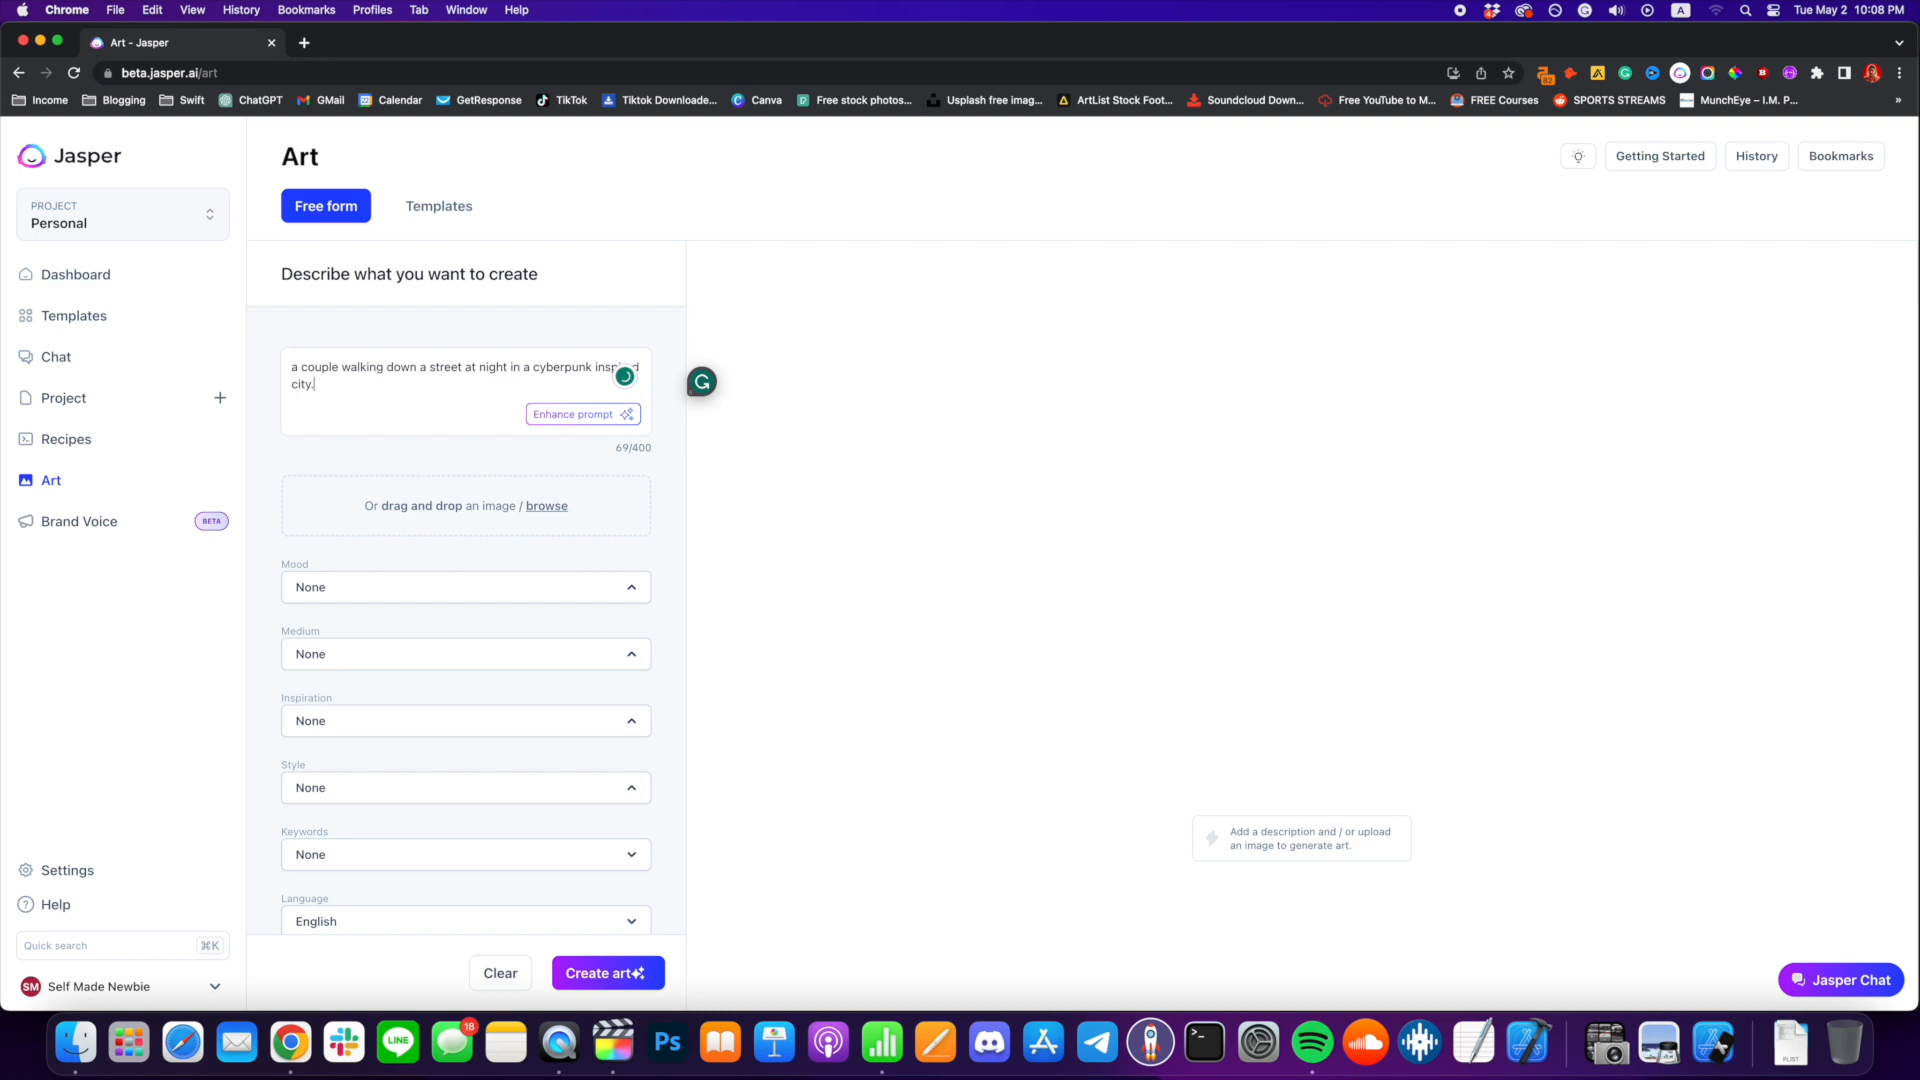 Chrome File Edit View History Bookmarks Profiles Tab Window Help
A
Tue May 2 10:08 PM
Art - Jasper
beta.jasper.ai/art
82
Income Blogging Swift ChatGPT GMail Calendar GetResponse TikTok Tiktok Downloade... Canva Free stock photos... Usplash free imag... ArtList Stock Foot... Soundcloud Down... Free YouTube to M... FREE Courses SPORTS STREAMS MunchEye – I.M. P... »
Jasper
PROJECT
Personal
Dashboard
Templates
Chat
Project
Recipes
Art
Brand Voice BETA
Settings
Help
Quick search ⌘K
SM Self Made Newbie
Art
Getting Started History Bookmarks
Free form Templates
Describe what you want to create
a couple walking down a street at night in a cyberpunk
city.
Enhance prompt
69/400
Or drag and drop an image / browse
Mood
None
Medium
None
Inspiration
None
Style
None
Keywords
None
Language
English
Clear Create art
Add a description and / or upload
an image to generate art.
Jasper Chat
LINE
18
Ps
PLIST